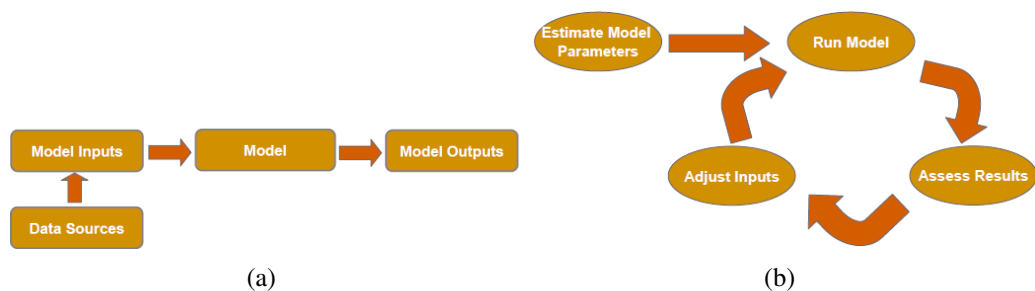 Model Inputs
Model
Model Outputs
Data Sources
(a)
Estimate Model
Parameters
Run Model
Adjust Inputs
Assess Results
(b)